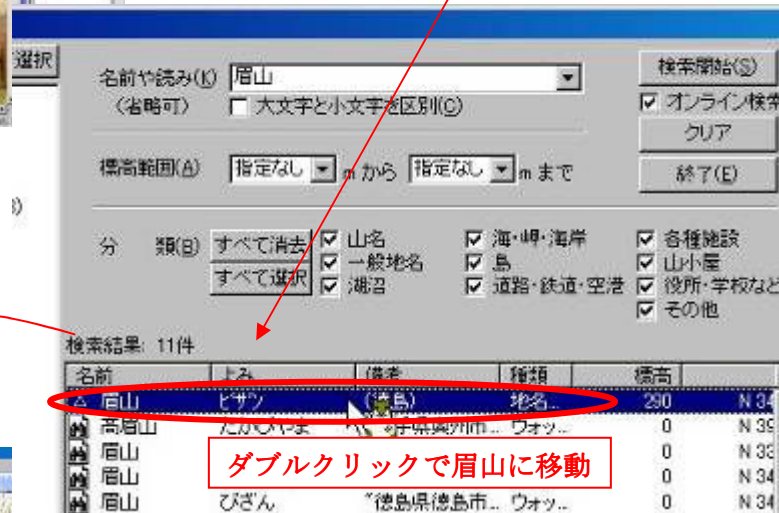 選択
名前や読み(K) 眉山 検索開始(S)
(省略可) 大文字と小文字を区別(C) オンライン検索
クリア
標高範囲(A) 指定なし m から 指定なし m まで 終了(E)
分 類(B) すべて消去 山名 海・岬・海岸 各種施設
すべて選択 一般地名 島 山小屋
湖沼 道路・鉄道・空港 役所・学校など
その他
検索結果: 11件
名前 よみ 備考 種類 標高
眉山 ビザン (徳島) 地名... 290 N 34
高眉山 0 N 39
眉山 0 N 33
眉山 0 N 34
眉山 びざん ~徳島県徳島市... ウォッ... 0 N 34
ダブルクリックで眉山に移動